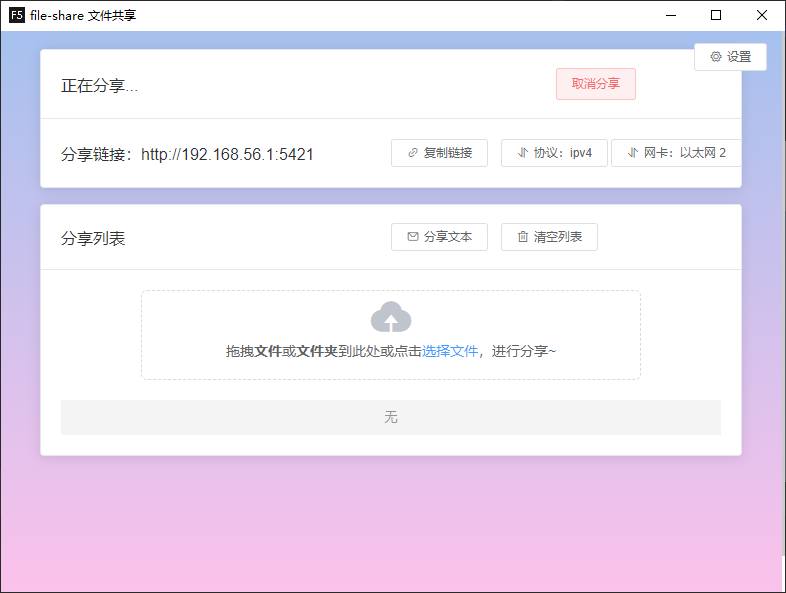 FS file-share 文件共享
设置
正在分享...
取消分享
分享链接：http://192.168.56.1:5421
复制链接
协议：ipv4
网卡：以太网 2
分享列表
分享文本
清空列表
拖拽文件或文件夹到此处或点击选择文件，进行分享~
无